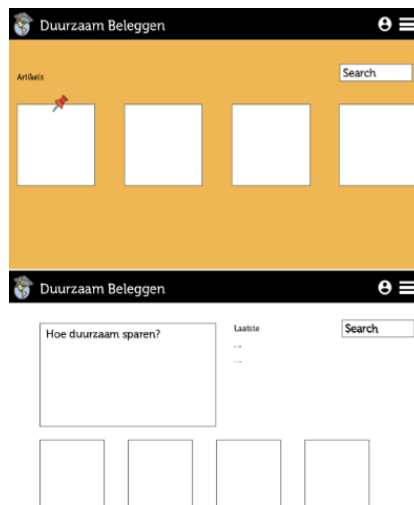 Duurzaam Beleggen
Search
Artikels
Duurzaam Beleggen
Hoe duurzaam sparen?
Laatste
Search
....
....